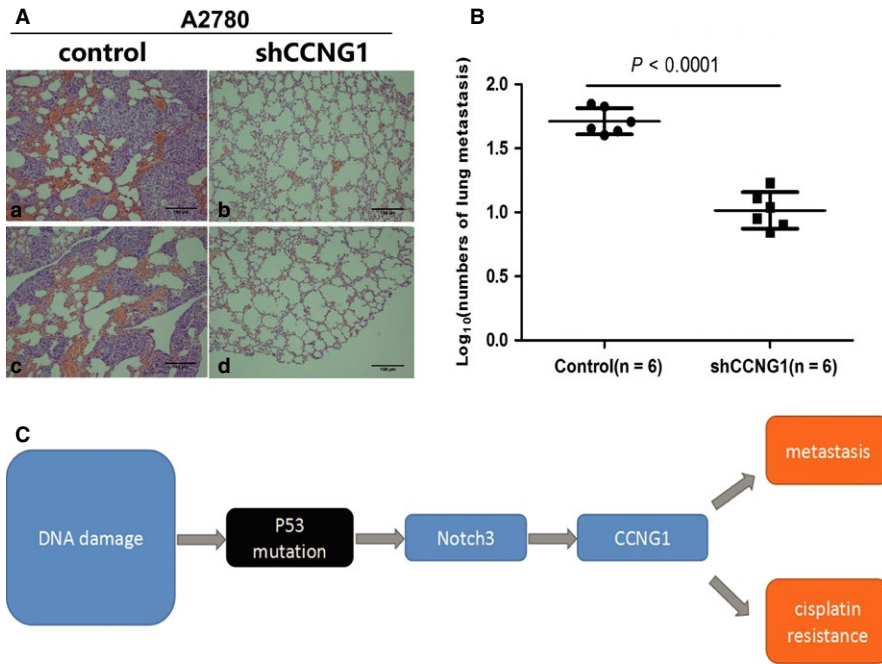 A
A2780
control
shCCNG1
a
b
c
d
B
P < 0.0001
Log10(numbers of lung metastasis)
2.0
1.5
1.0
0.5
0.0
Control(n = 6)
shCCNG1(n = 6)
C
DNA damage
P53
mutation
Notch3
CCNG1
metastasis
cisplatin
resistance